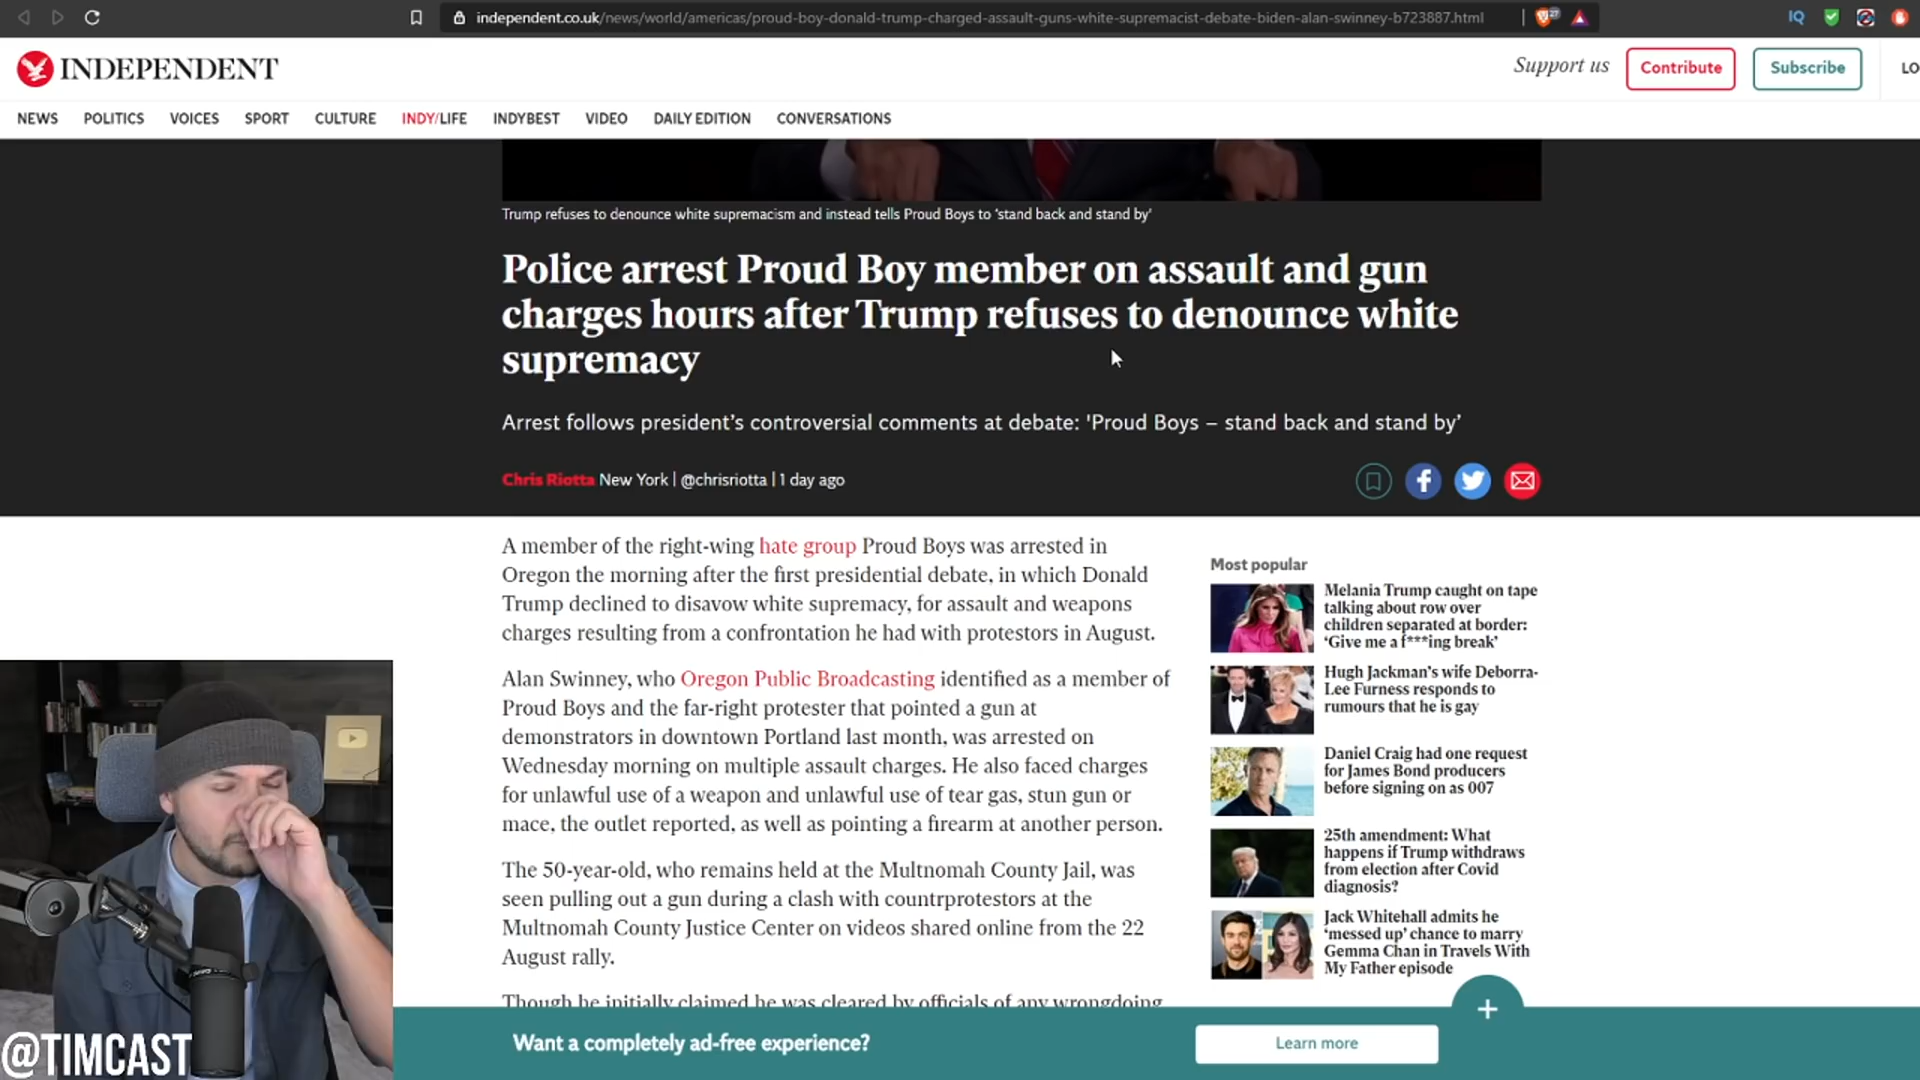 independent.co.uk/news/world/americas/proud-boy-donald-trump-charged-assault-guns-white-supremacist-debate-biden-alan-swinney-b723887.html
27
IQ
INDEPENDENT
Support us
Contribute
Subscribe
LO
NEWS POLITICS VOICES SPORT CULTURE INDY/LIFE INDYBEST VIDEO DAILY EDITION CONVERSATIONS
Trump refuses to denounce white supremacism and instead tells Proud Boys to 'stand back and stand by'
Police arrest Proud Boy member on assault and gun
charges hours after Trump refuses to denounce white
supremacy
Arrest follows president's controversial comments at debate: 'Proud Boys – stand back and stand by'
Chris Riotta New York | @chrisriotta | 1 day ago
A member of the right-wing hate group Proud Boys was arrested in
Oregon the morning after the first presidential debate, in which Donald
Trump declined to disavow white supremacy, for assault and weapons
charges resulting from a confrontation he had with protestors in August.
Alan Swinney, who Oregon Public Broadcasting identified as a member of
Proud Boys and the far-right protester that pointed a gun at
demonstrators in downtown Portland last month, was arrested on
Wednesday morning on multiple assault charges. He also faced charges
for unlawful use of a weapon and unlawful use of tear gas, stun gun or
mace, the outlet reported, as well as pointing a firearm at another person.
The 50-year-old, who remains held at the Multnomah County Jail, was
seen pulling out a gun during a clash with countrprotestors at the
Multnomah County Justice Center on videos shared online from the 22
August rally.
Though he initially claimed he was cleared by officials of any wrongdoing
Most popular
Melania Trump caught on tape
talking about row over
children separated at border:
'Give me a f***ing break'
Hugh Jackman's wife Deborra-
Lee Furness responds to
rumours that he is gay
Daniel Craig had one request
for James Bond producers
before signing on as 007
25th amendment: What
happens if Trump withdraws
from election after Covid
diagnosis?
Jack Whitehall admits he
'messed up' chance to marry
Gemma Chan in Travels With
My Father episode
Want a completely ad-free experience?
Learn more
@TIMCAST